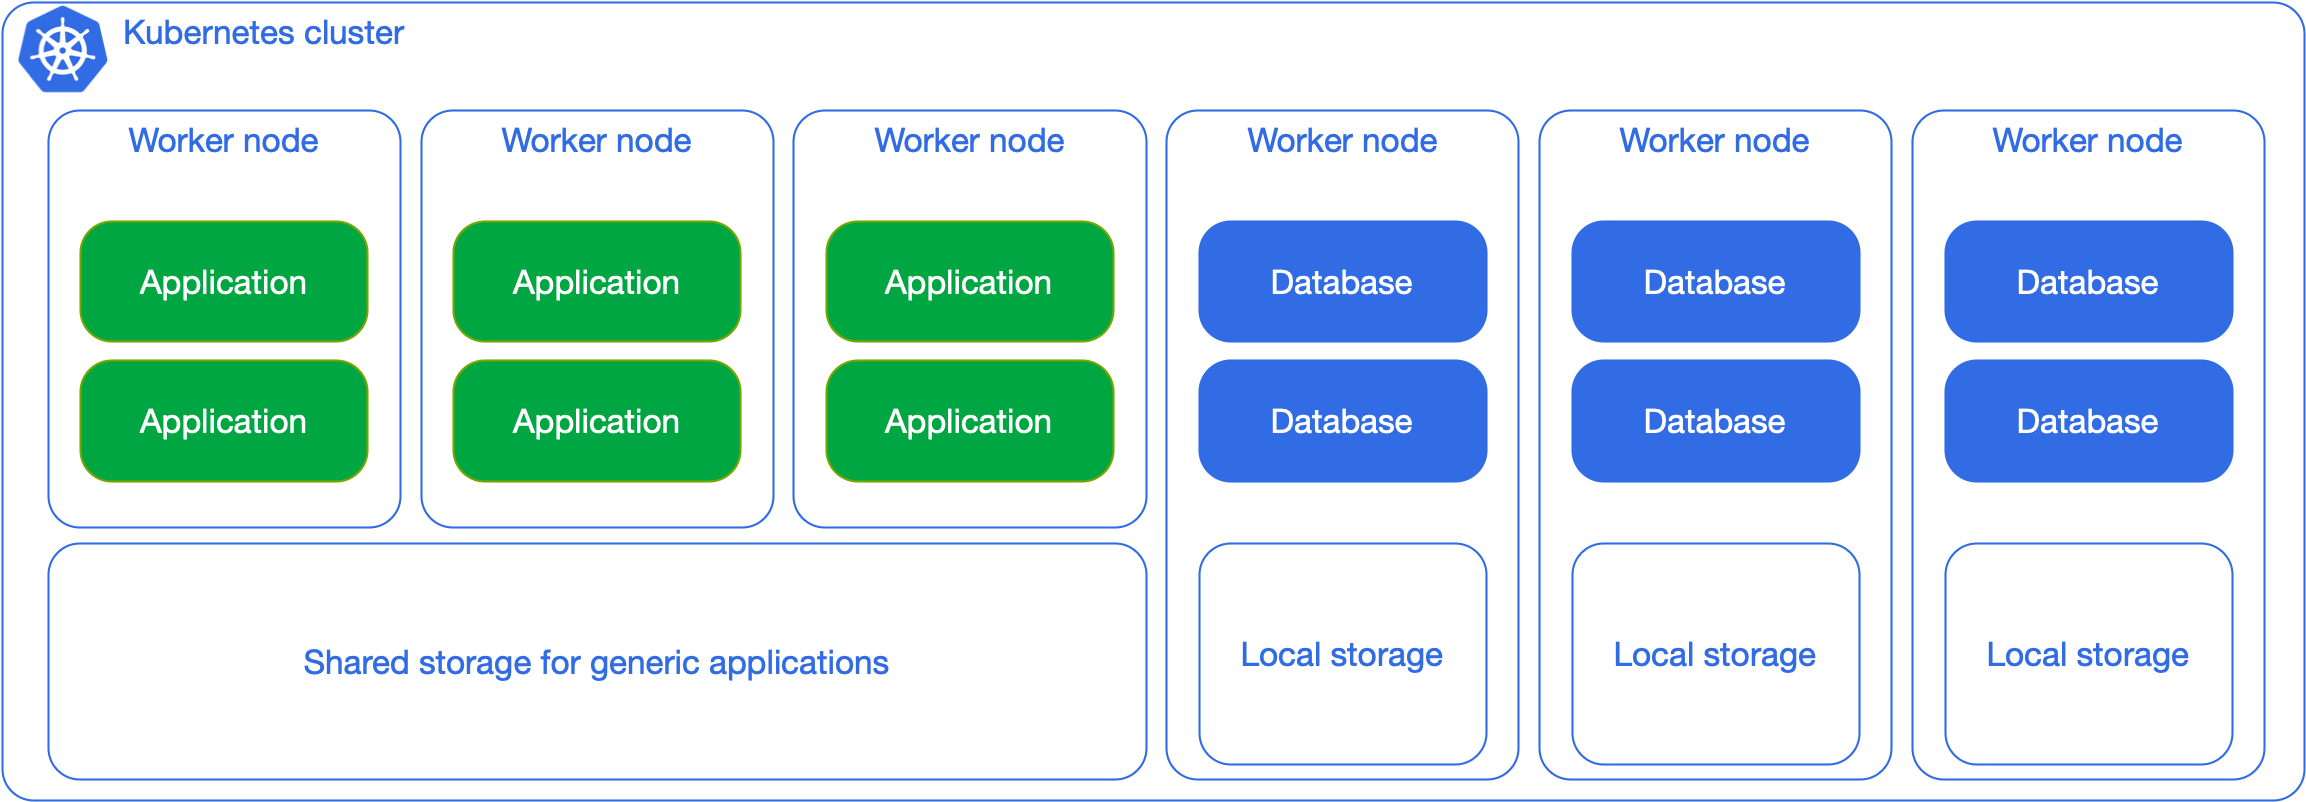 Kubernetes cluster
Worker node
Worker node
Worker node
Worker node
Worker node
Worker node
Application
Application
Application
Database
Database
Database
Application
Application
Application
Database
Database
Database
Shared storage for generic applications
Local storage
Local storage
Local storage